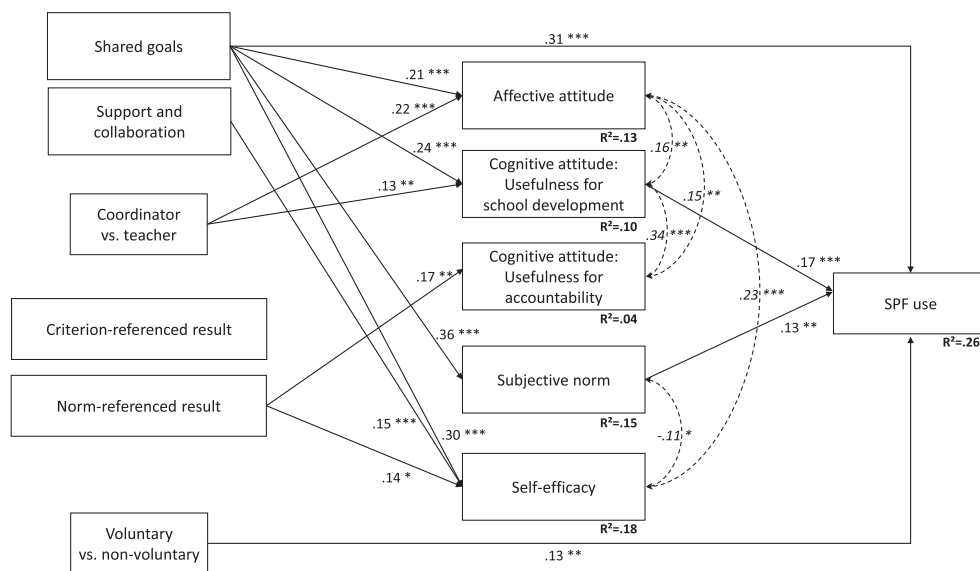 Shared goals
.31 ***
.21 ***
Affective attitude
Support and
collaboration
.22 ***
R²=.13
.24 ***
.16 **
Cognitive attitude:
Usefulness for
school development
.13 **
.15 **
Coordinator
vs. teacher
R²=.10
.34 ***
Cognitive attitude:
Usefulness for
accountability
.17 ***
.17 **
.23 ***
SPF use
Criterion-referenced result
R²=.04
.36 ***
.13 **
R²=.26
Subjective norm
Norm-referenced result
R²=.15
.15 ***
.30 ***
-.11 *
.14 *
Self-efficacy
R²=.18
Voluntary
vs. non-voluntary
.13 **